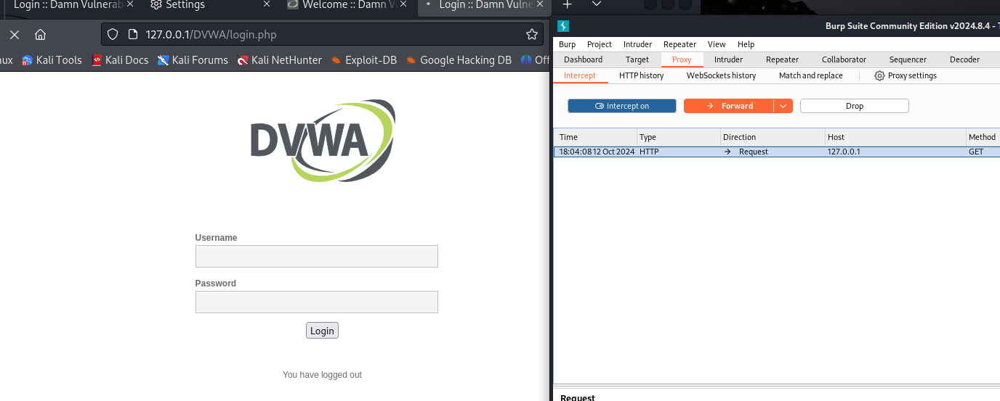 Login :: Damn Vulnerab
Settings
Welcome :: Damn V
Login :: Damn Vulne
127.0.0.1/DVWA/login.php
nux
Kali Tools
Kali Docs
Kali Forums
Kali NetHunter
Exploit-DB
Google Hacking DB
Off
DVWA
Username
Password
Login
You have logged out
Burp Suite Community Edition v2024.8.4 - T
Burp Project Intruder Repeater View Help
Dashboard Target Proxy Intruder Repeater Collaborator Sequencer Decoder
Intercept HTTP history WebSockets history Match and replace Proxy settings
Intercept on Forward Drop
Time Type Direction Host Method
18:04:08 12 Oct 2024 HTTP → Request 127.0.0.1 GET
Request